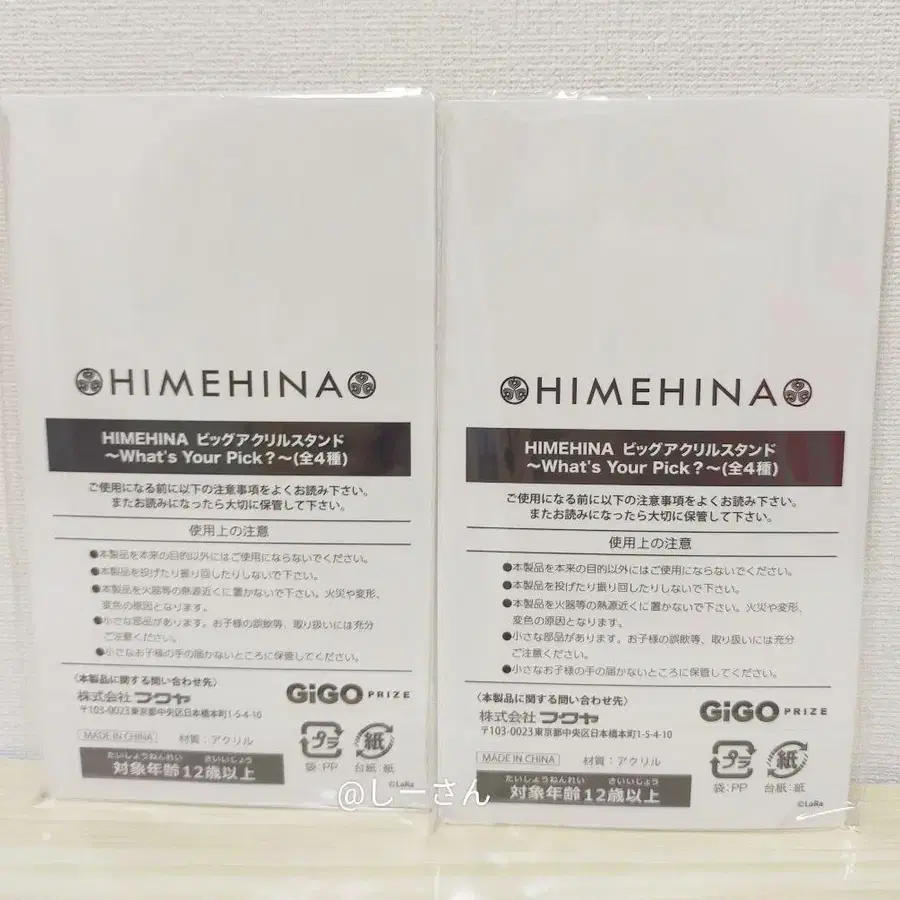 HIMEHINA
HIMEHINA ビッグアクリルスタンド
～What's Your Pick？～(全4種)
ご使用になる前に以下の注意事項をよくお読み下さい。
またお読みになったら大切に保管して下さい。
使用上の注意
●本製品を本来の目的以外にはご使用にならないでください。
●本製品を投げたり振り回したりしないで下さい。
●本製品を火器等の熱源近くに置かないで下さい。火災や変形、
変色の原因となります。
●小さな部品があります。お子様の誤飲等、取り扱いには充分
ご注意ください。
●小さなお子様の手の届かないところに保管してください。
〈本製品に関する問い合わせ先〉
株式会社 フクヤ
〒103-0023東京都中央区日本橋本町1-5-4-10
GiGO PRIZE
MADE IN CHINA 材質：アクリル
たいしょうねんれい さいいじょう
対象年齢12歳以上
プラ
袋：PP
紙
台紙：紙
©LaRa
HIMEHINA
HIMEHINA ビッグアクリルスタンド
～What's Your Pick？～(全4種)
ご使用になる前に以下の注意事項をよくお読み下さい。
またお読みになったら大切に保管して下さい。
使用上の注意
●本製品を本来の目的以外にはご使用にならないでください。
●本製品を投げたり振り回したりしないで下さい。
●本製品を火器等の熱源近くに置かないで下さい。火災や変形、
変色の原因となります。
●小さな部品があります。お子様の誤飲等、取り扱いには充分
ご注意ください。
●小さなお子様の手の届かないところに保管してください。
〈本製品に関する問い合わせ先〉
株式会社 フクヤ
〒103-0023東京都中央区日本橋本町1-5-4-10
GiGO PRIZE
MADE IN CHINA 材質：アクリル
たいしょうねんれい さいいじょう
対象年齢12歳以上
プラ
袋：PP
紙
台紙：紙
©LaRa
@しーさん